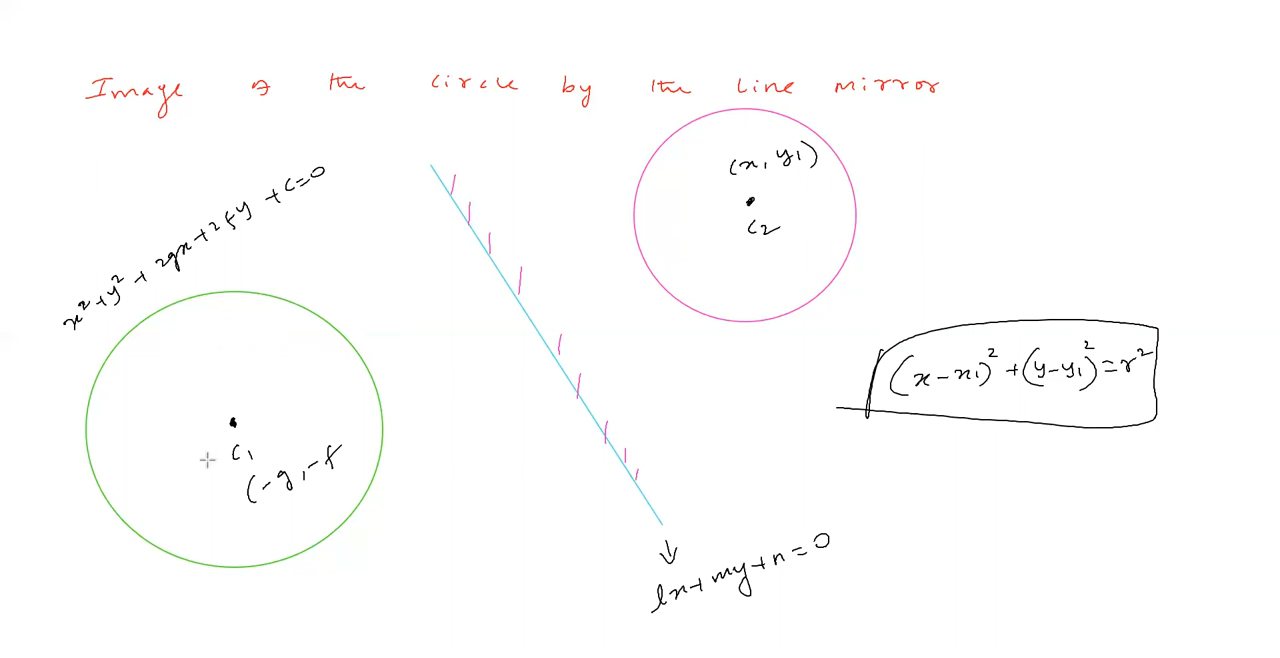 Image of the circle by the line mirror
(x1, y1)
C2
x²+y²+2gx+2fy+c=0
(x-x1)²+(y-y1)²=r²
C1
(-g,-f
lx+my+n=0